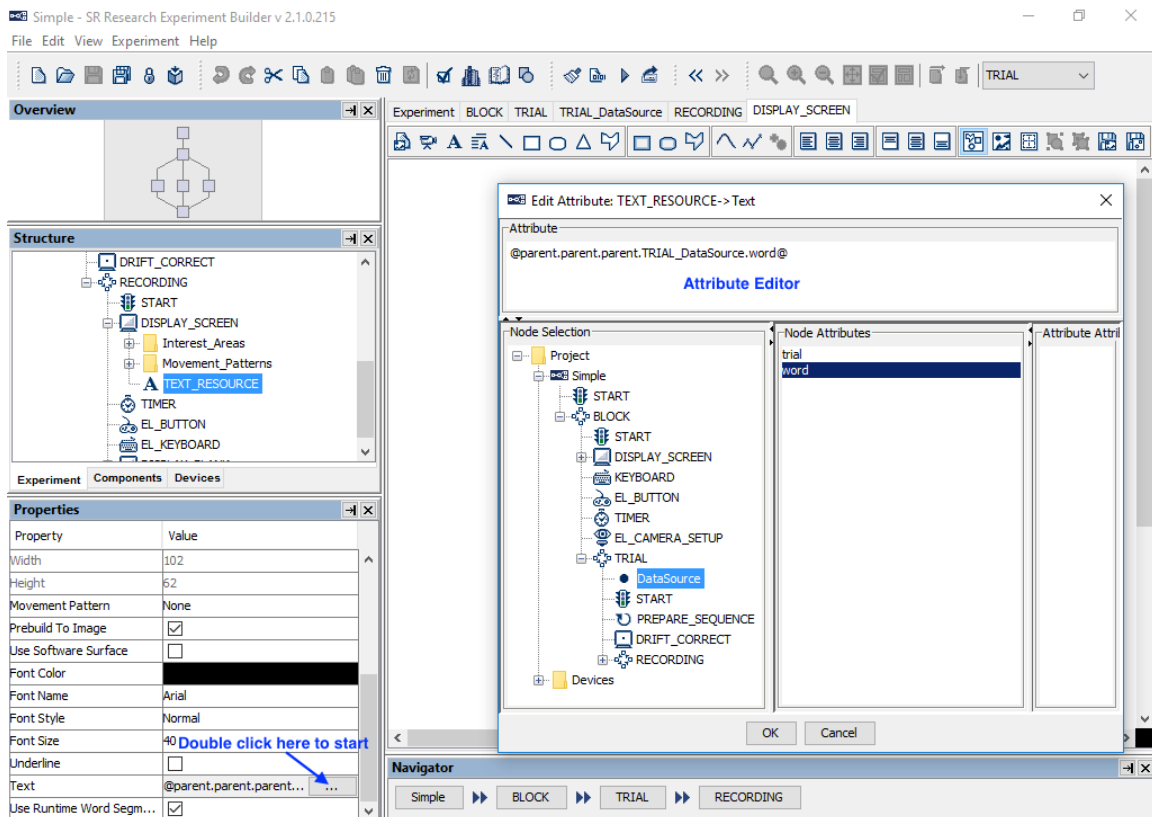 Simple - SR Research Experiment Builder v 2.1.0.215
File Edit View Experiment Help
TRIAL
Overview
Structure
DRIFT_CORRECT
RECORDING
START
DISPLAY_SCREEN
Interest_Areas
Movement_Patterns
TEXT_RESOURCE
TIMER
EL_BUTTON
EL_KEYBOARD
Experiment Components Devices
Properties
Property Value
Width 102
Height 62
Movement Pattern None
Prebuild To Image
Use Software Surface
Font Color
Font Name Arial
Font Style Normal
Font Size 40 Double click here to start
Underline
Text @parent.parent.parent... ...
Use Runtime Word Segm...
Experiment BLOCK TRIAL TRIAL_DataSource RECORDING DISPLAY_SCREEN
Edit Attribute: TEXT_RESOURCE->Text
Attribute
@parent.parent.parent.TRIAL_DataSource.word@
Attribute Editor
Node Selection
Project
Simple
START
BLOCK
START
DISPLAY_SCREEN
KEYBOARD
EL_BUTTON
TIMER
EL_CAMERA_SETUP
TRIAL
DataSource
START
PREPARE_SEQUENCE
DRIFT_CORRECT
RECORDING
Devices
Node Attributes
trial
word
Attribute Attril
OK Cancel
Navigator
Simple BLOCK TRIAL RECORDING